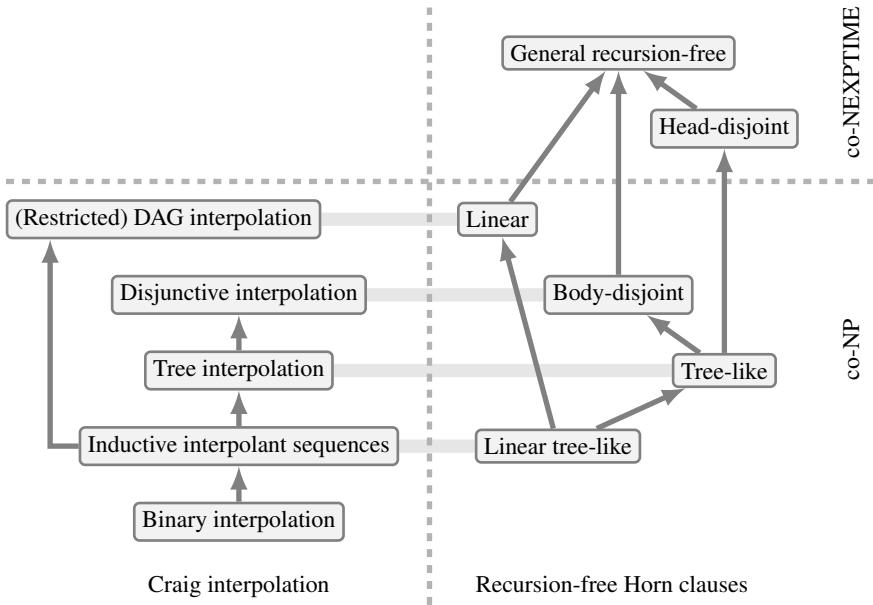 General recursion-free
co-NEXPTIME
Head-disjoint
(Restricted) DAG interpolation
Linear
Disjunctive interpolation
Body-disjoint
co-NP
Tree interpolation
Tree-like
Inductive interpolant sequences
Linear tree-like
Binary interpolation
Craig interpolation
Recursion-free Horn clauses